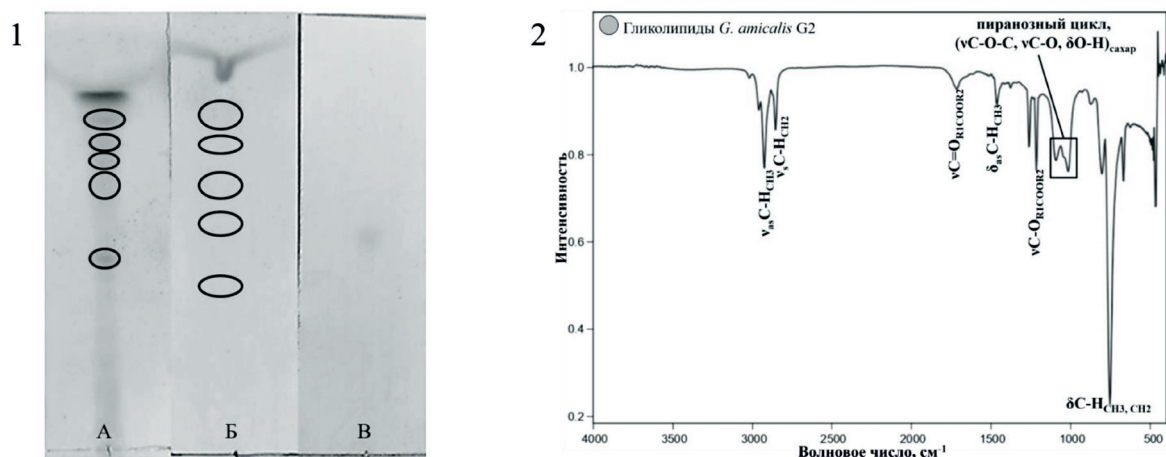 1
А
Б
В
2
Гликолипиды G. amicalis G2
пиранозный цикл,
(νC-O-C, νC-O, δO-H)сахар
Интенсивность
1.0
0.8
0.6
0.4
0.2
νasC-HCH3
νsC-HCH2
νC=OR1COOR2
δasC-HCH3
νC-OR1COOR2
δC-HCH3, CH2
4000
3000
2000
1500
1000
500
Волновое число, см-1